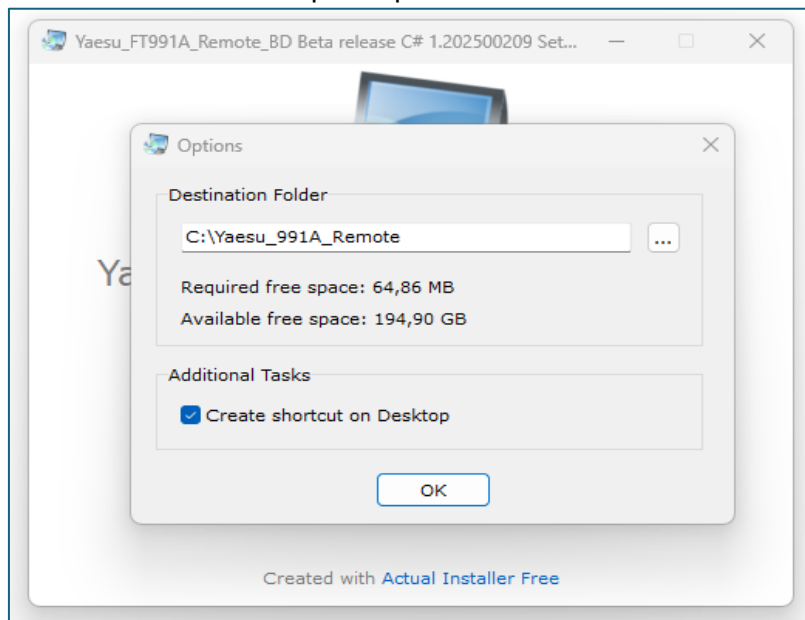 Yaesu_FT991A_Remote_BD Beta release C# 1.202500209 Set...
Options
Destination Folder
C:\Yaesu_991A_Remote
...
Required free space: 64,86 MB
Available free space: 194,90 GB
Ya
Additional Tasks
Create shortcut on Desktop
OK
Created with Actual Installer Free